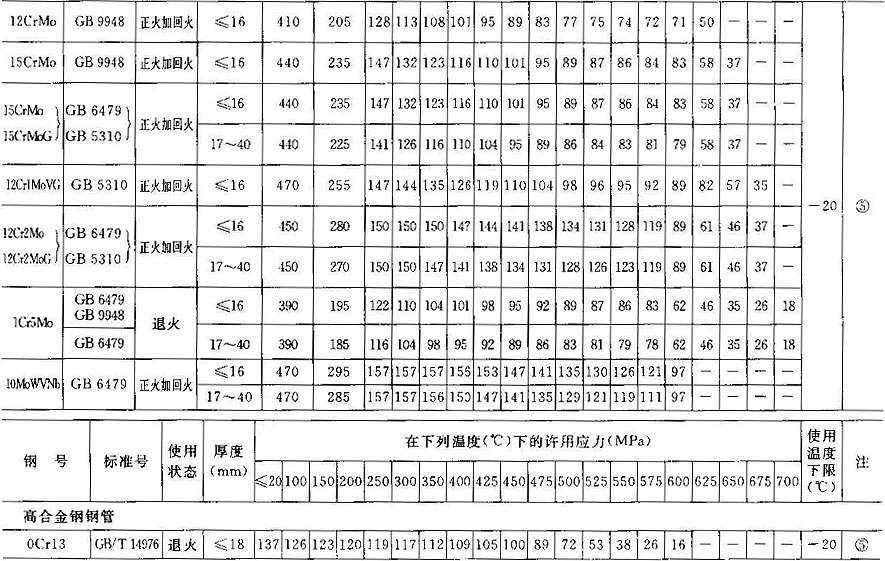 12CrMo GB 9948 正火加回火 ≤16 410 205 128 113 108 101 95 89 83 77 75 74 72 71 50 — — —
15CrMo GB 9948 正火加回火 ≤16 440 235 147 132 123 116 110 101 95 89 87 86 84 83 58 37 — —
15CrMo GB 6479 正火加回火 ≤16 440 235 147 132 123 116 110 101 95 89 87 86 84 83 58 37 — —
15CrMoG GB 5310 17～40 440 225 141 126 116 110 104 95 89 86 84 83 81 79 58 37 — —
12Cr1MoVG GB 5310 正火加回火 ≤16 470 255 147 144 135 126 119 110 104 98 96 95 92 89 82 57 35 —
－20 ⑤
12Cr2Mo GB 6479 正火加回火 ≤16 450 280 150 150 150 147 144 141 138 134 131 128 119 89 61 46 37 —
12Cr2MoG GB 5310 17～40 450 270 150 150 147 141 138 134 131 128 126 123 119 89 61 46 37 —
1Cr5Mo GB 6479 GB 9948 退火 ≤16 390 195 122 110 104 101 98 95 92 89 87 86 83 62 46 35 26 18
GB 6479 17～40 390 185 116 104 98 95 92 89 86 83 81 79 78 62 46 35 26 18
10MoWVNb GB 6479 正火加回火 ≤16 470 295 157 157 157 156 153 147 141 135 130 126 121 97 — — — —
17～40 470 285 157 157 156 150 147 141 135 129 121 119 111 97 — — — —
钢 号 标准号 使用状态 厚度(mm) 在下列温度(℃)下的许用应力(MPa) 使用温度下限(℃) 注
≤20 100 150 200 250 300 350 400 425 450 475 500 525 550 575 600 625 650 675 700
高合金钢钢管
0Cr13 GB/T 14976 退火 ≤18 137 126 123 120 119 117 112 109 105 100 89 72 53 38 26 16 — — — — －20 ⑤